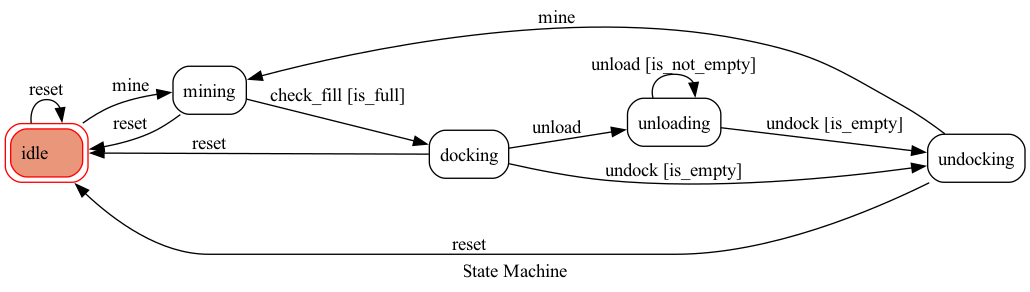 mine
unload [is_not_empty]
reset
mine
mining
check_fill [is_full]
reset
unloading
undock [is_empty]
unload
reset
idle
docking
undocking
undock [is_empty]
reset
State Machine